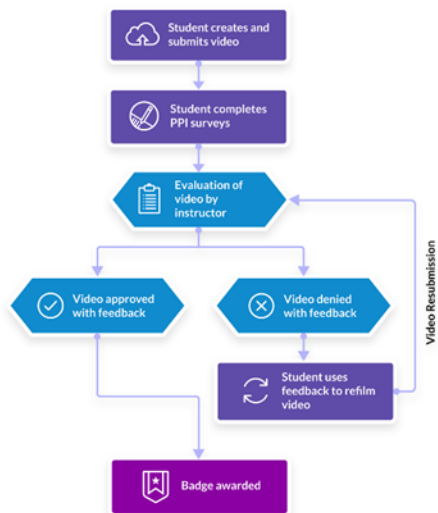 Student creates and
submits video
Student completes
PPI surveys
Evaluation of
video by
instructor
Video approved
with feedback
Video denied
with feedback
Video Resubmission
Student uses
feedback to refilm
video
Badge awarded